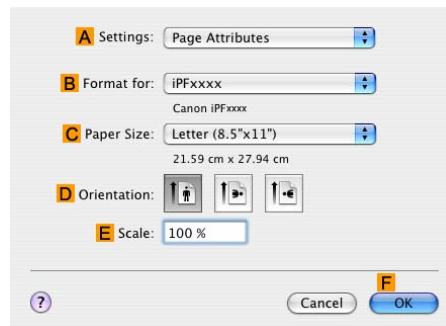 A Settings: Page Attributes
B Format for: iPFxxxx
Canon iPFxxxx
C Paper Size: Letter (8.5"x11")
21.59 cm x 27.94 cm
D Orientation:
E Scale: 100 %
F
? Cancel OK